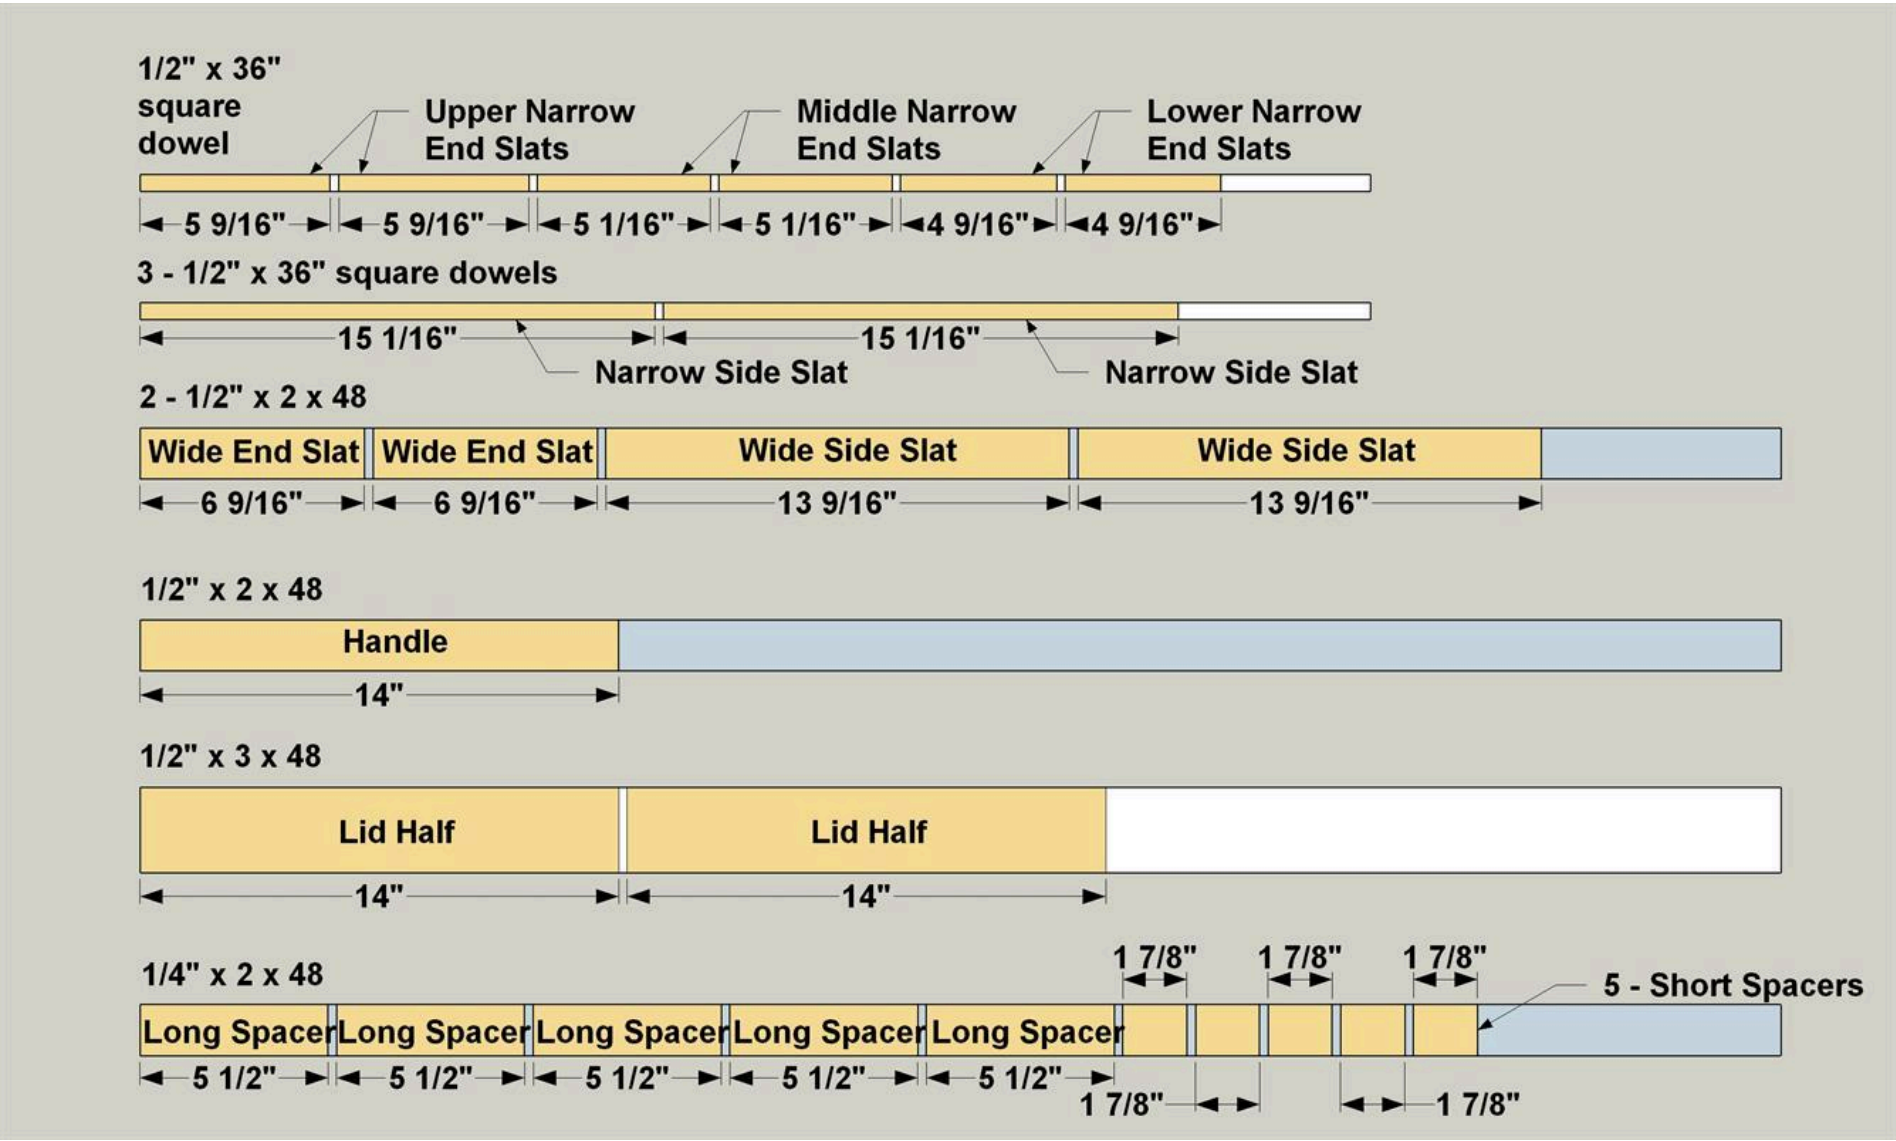 1/2" x 36"
square
dowel
Upper Narrow
End Slats
Middle Narrow
End Slats
Lower Narrow
End Slats
5 9/16" 5 9/16" 5 1/16" 5 1/16" 4 9/16" 4 9/16"
3 - 1/2" x 36" square dowels
15 1/16" 15 1/16"
Narrow Side Slat Narrow Side Slat
2 - 1/2" x 2 x 48
Wide End Slat Wide End Slat Wide Side Slat Wide Side Slat
6 9/16" 6 9/16" 13 9/16" 13 9/16"
1/2" x 2 x 48
Handle
14"
1/2" x 3 x 48
Lid Half Lid Half
14" 14"
1 7/8" 1 7/8" 1 7/8"
1/4" x 2 x 48
5 - Short Spacers
Long Spacer Long Spacer Long Spacer Long Spacer Long Spacer
5 1/2" 5 1/2" 5 1/2" 5 1/2" 5 1/2"
1 7/8" 1 7/8"